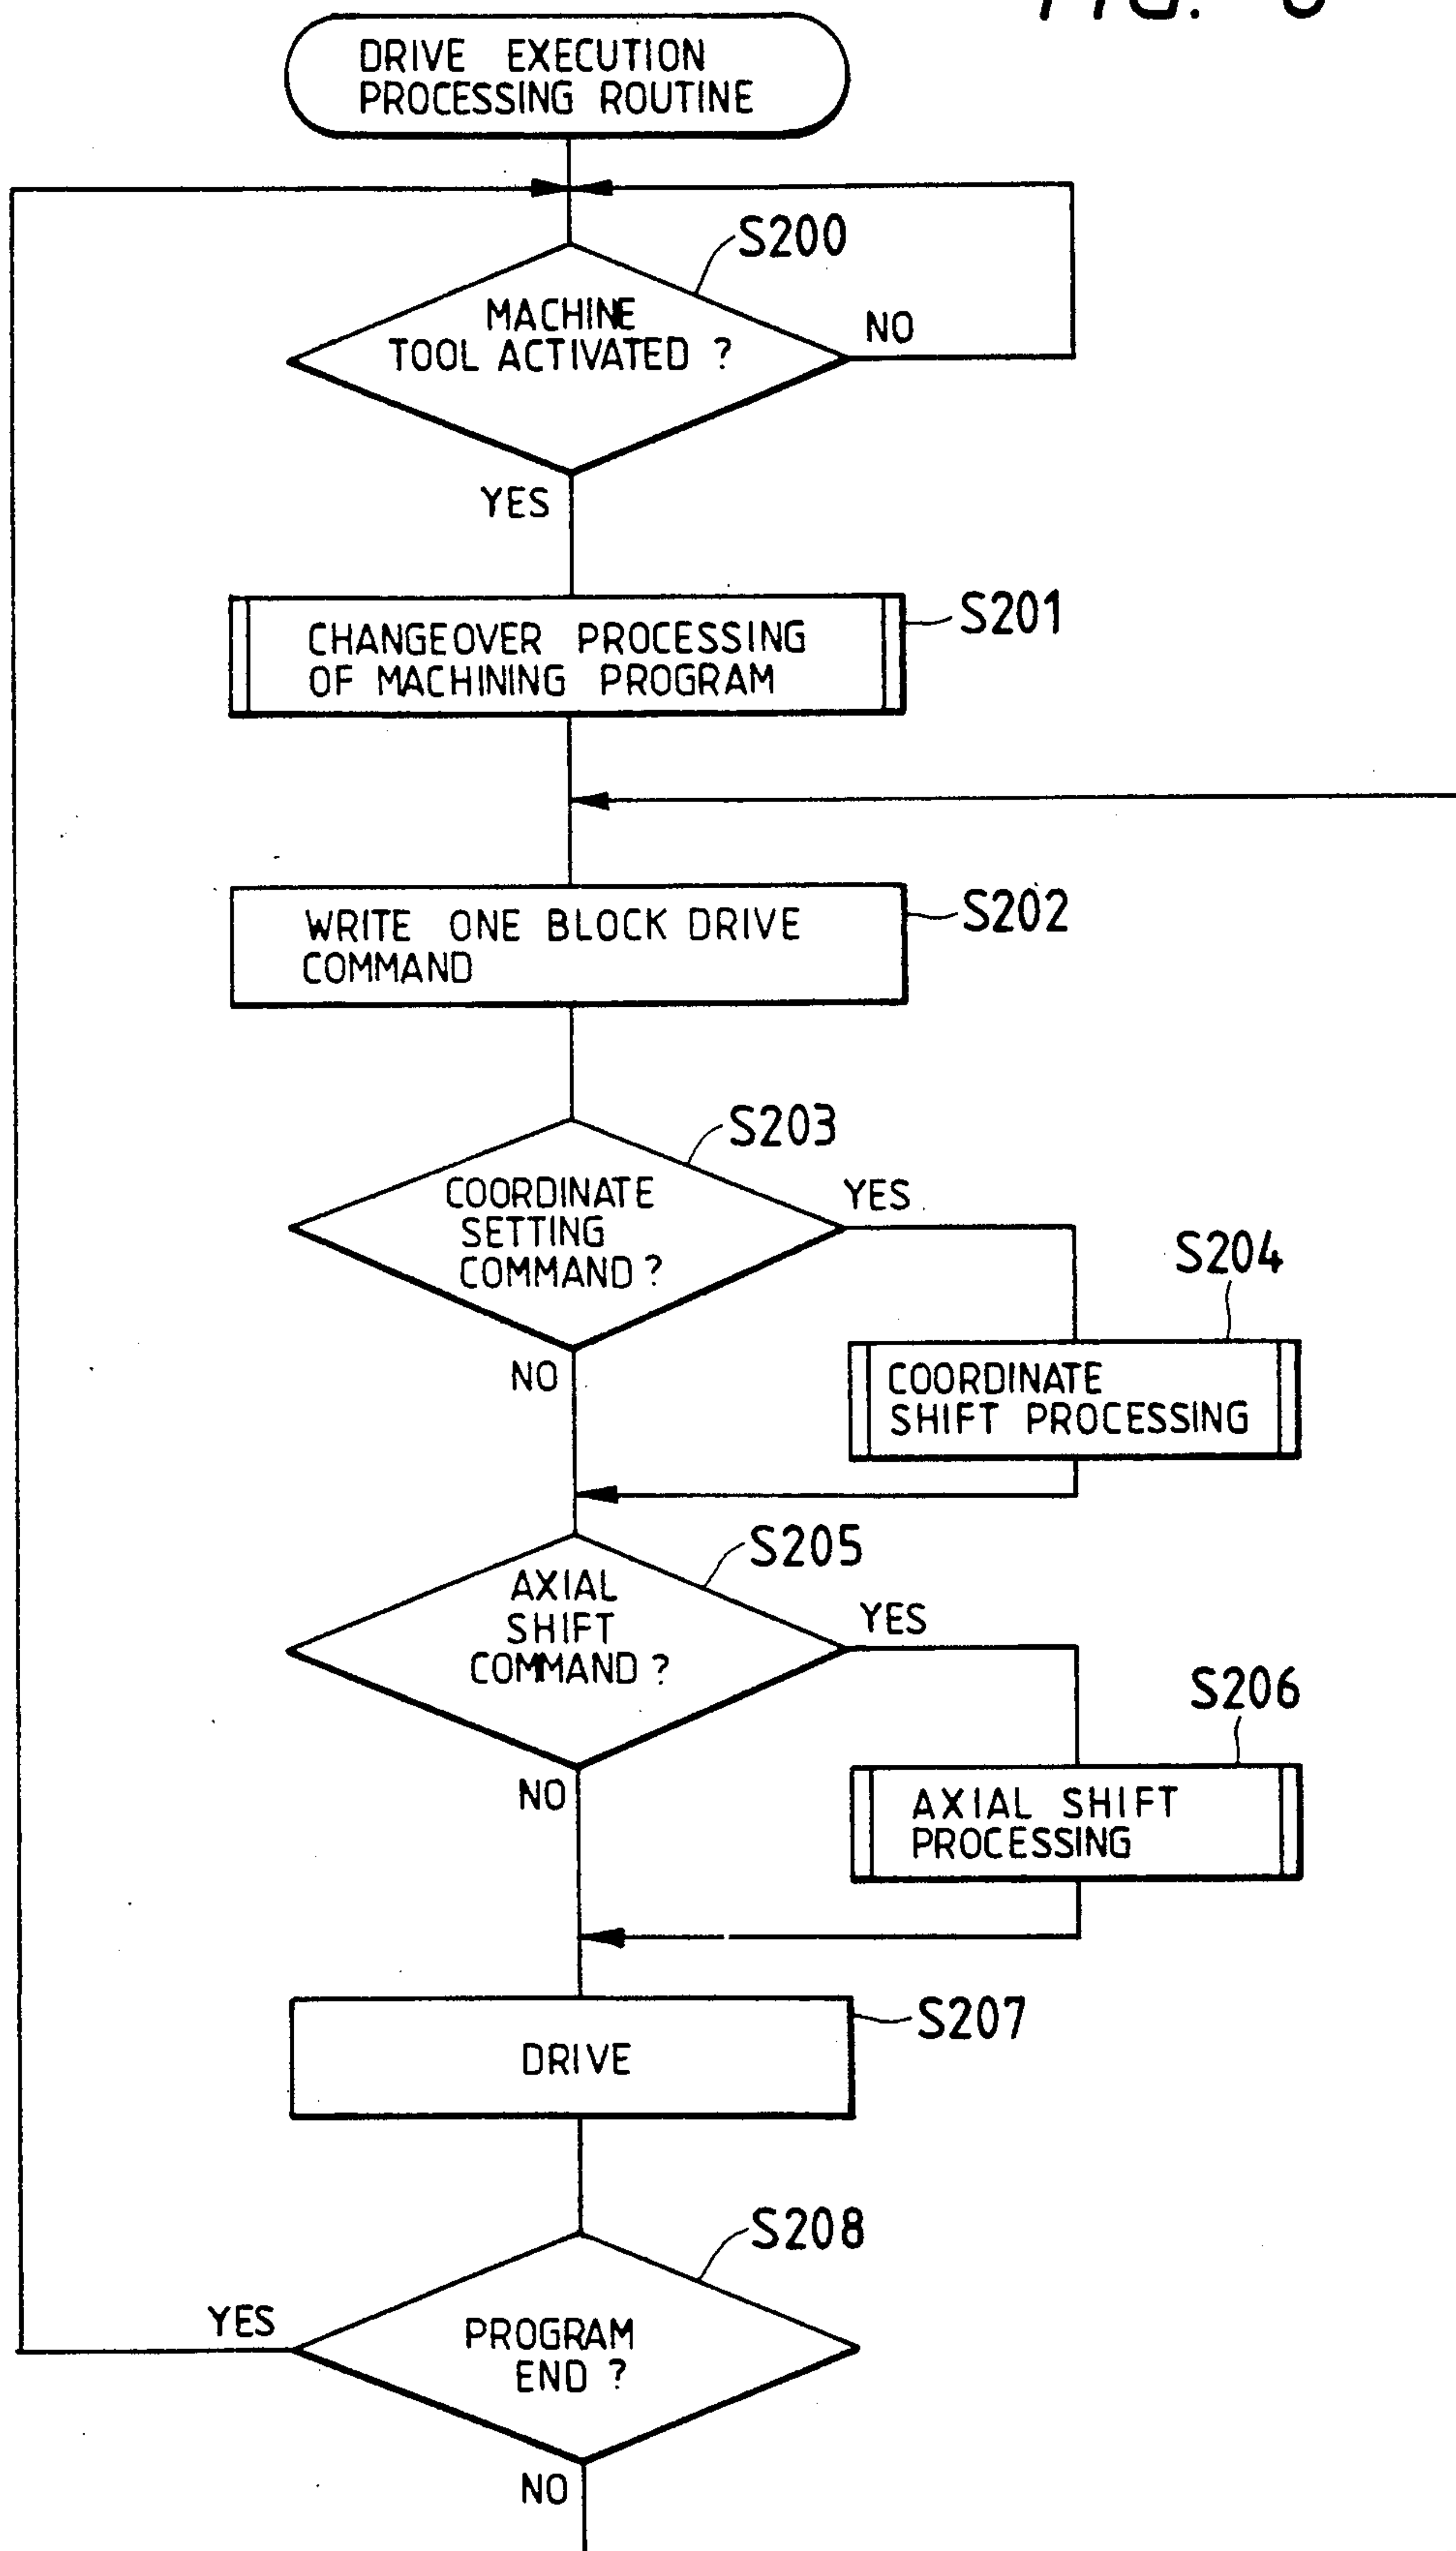 DRIVE EXECUTION
PROCESSING ROUTINE
S200
MACHINE
TOOL ACTIVATED ?
NO
YES
S201
CHANGEOVER PROCESSING
OF MACHINING PROGRAM
S202
WRITE ONE BLOCK DRIVE
COMMAND
S203
COORDINATE
SETTING
COMMAND ?
YES
S204
NO
COORDINATE
SHIFT PROCESSING
S205
AXIAL
SHIFT
COMMAND ?
YES
S206
NO
AXIAL SHIFT
PROCESSING
S207
DRIVE
S208
YES
PROGRAM
END ?
NO